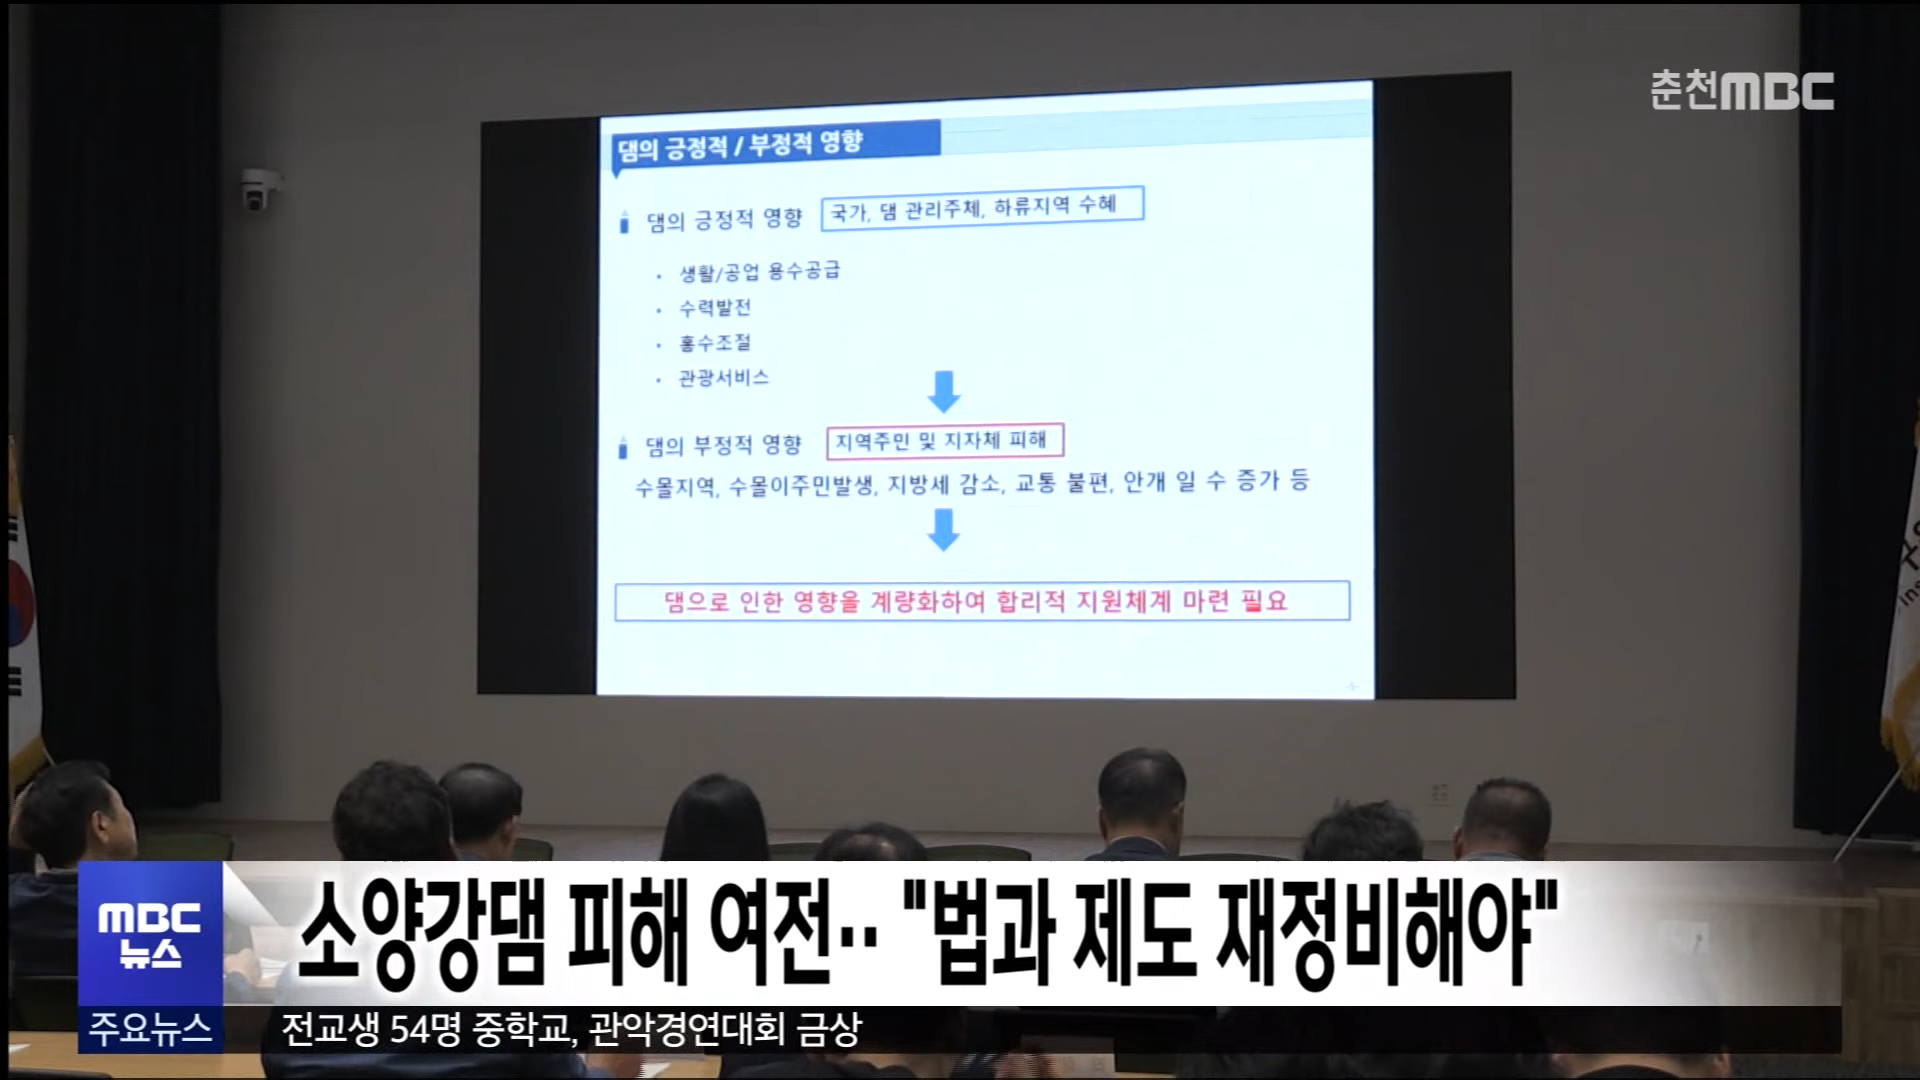 춘천MBC
댐의 긍정적 / 부정적 영향
댐의 긍정적 영향 국가, 댐 관리주체, 하류지역 수혜
• 생활/공업 용수공급
• 수력발전
• 홍수조절
• 관광서비스
댐의 부정적 영향 지역주민 및 지자체 피해
수몰지역, 수몰이주민발생, 지방세 감소, 교통 불편, 안개 일 수 증가 등
댐으로 인한 영향을 계량화하여 합리적 지원체계 마련 필요
-5-
MBC
뉴스
소양강댐 피해 여전‥ "법과 제도 재정비해야"
주요뉴스 전교생 54명 중학교, 관악경연대회 금상